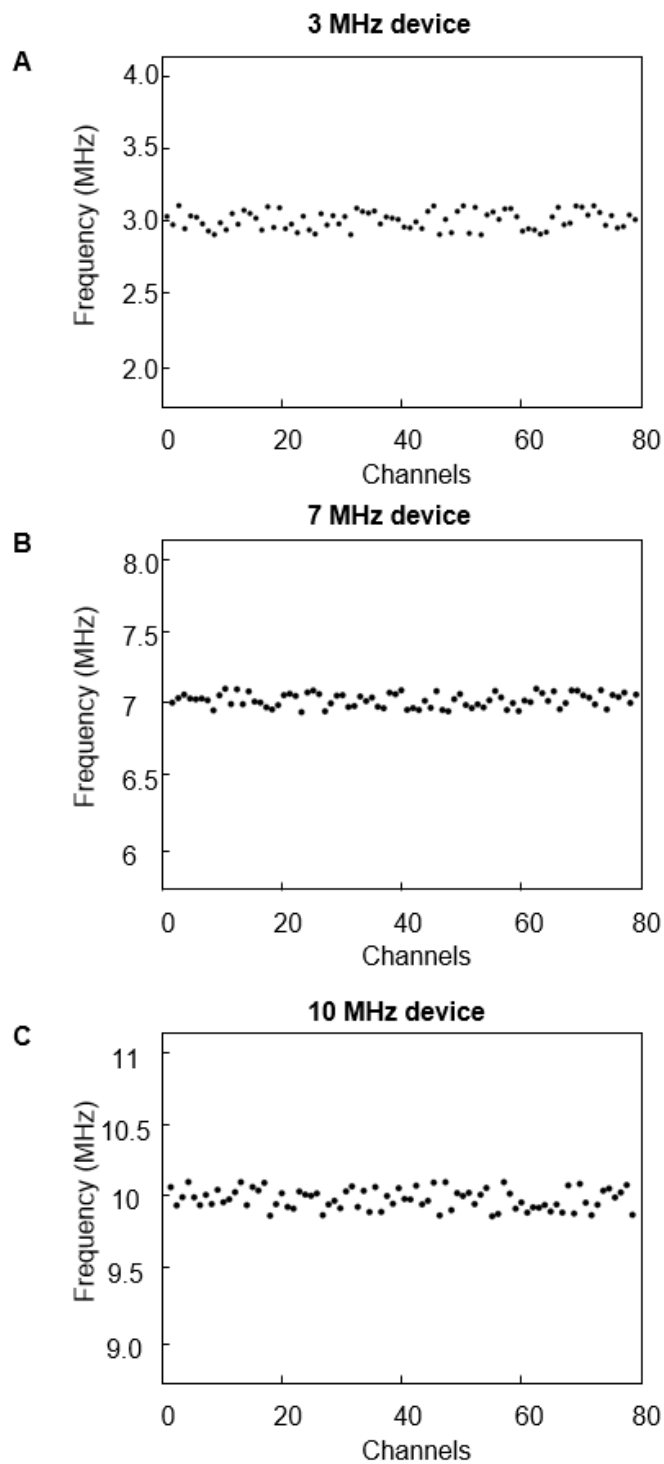 3 MHz device
A
Frequency (MHz)
4.0
3.5
3.0
2.5
2.0
0 20 40 60 80
Channels
7 MHz device
B
Frequency (MHz)
8.0
7.5
7
6.5
6
0 20 40 60 80
Channels
10 MHz device
C
Frequency (MHz)
11
10.5
10
9.5
9.0
0 20 40 60 80
Channels